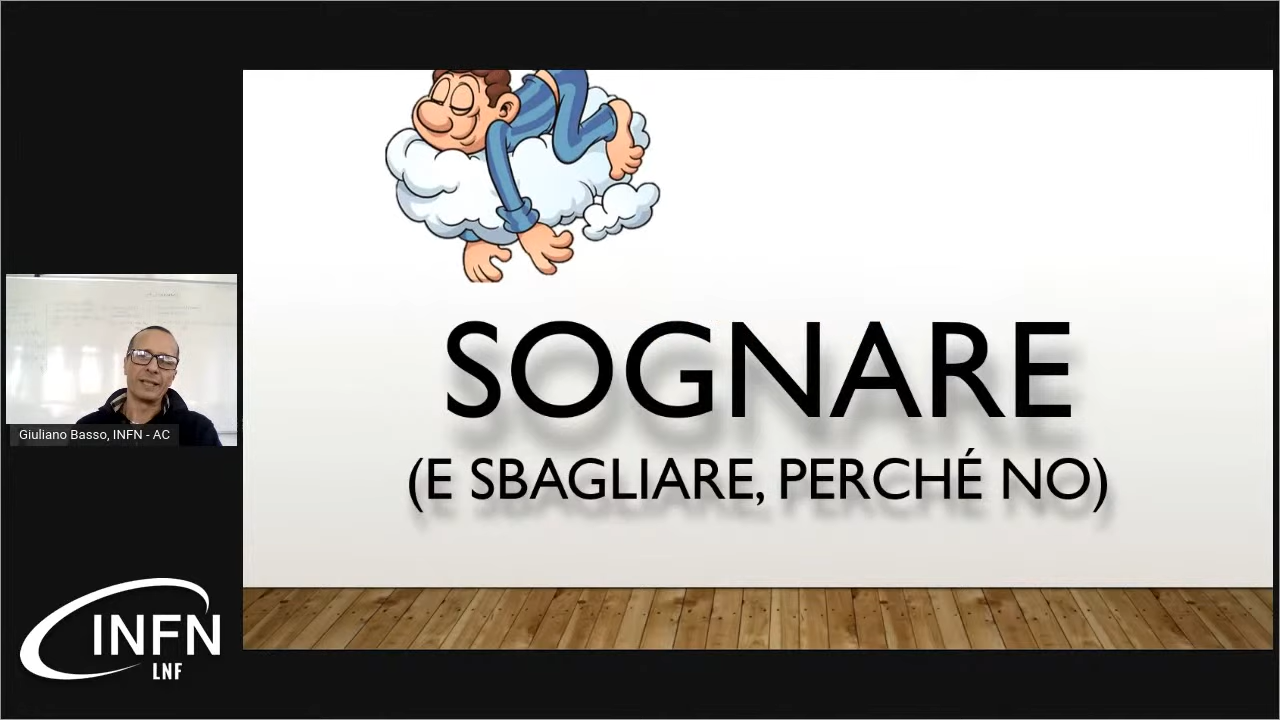 SOGNARE
(E SBAGLIARE, PERCHÉ NO)
Giuliano Basso, INFN - AC
INFN
LNF